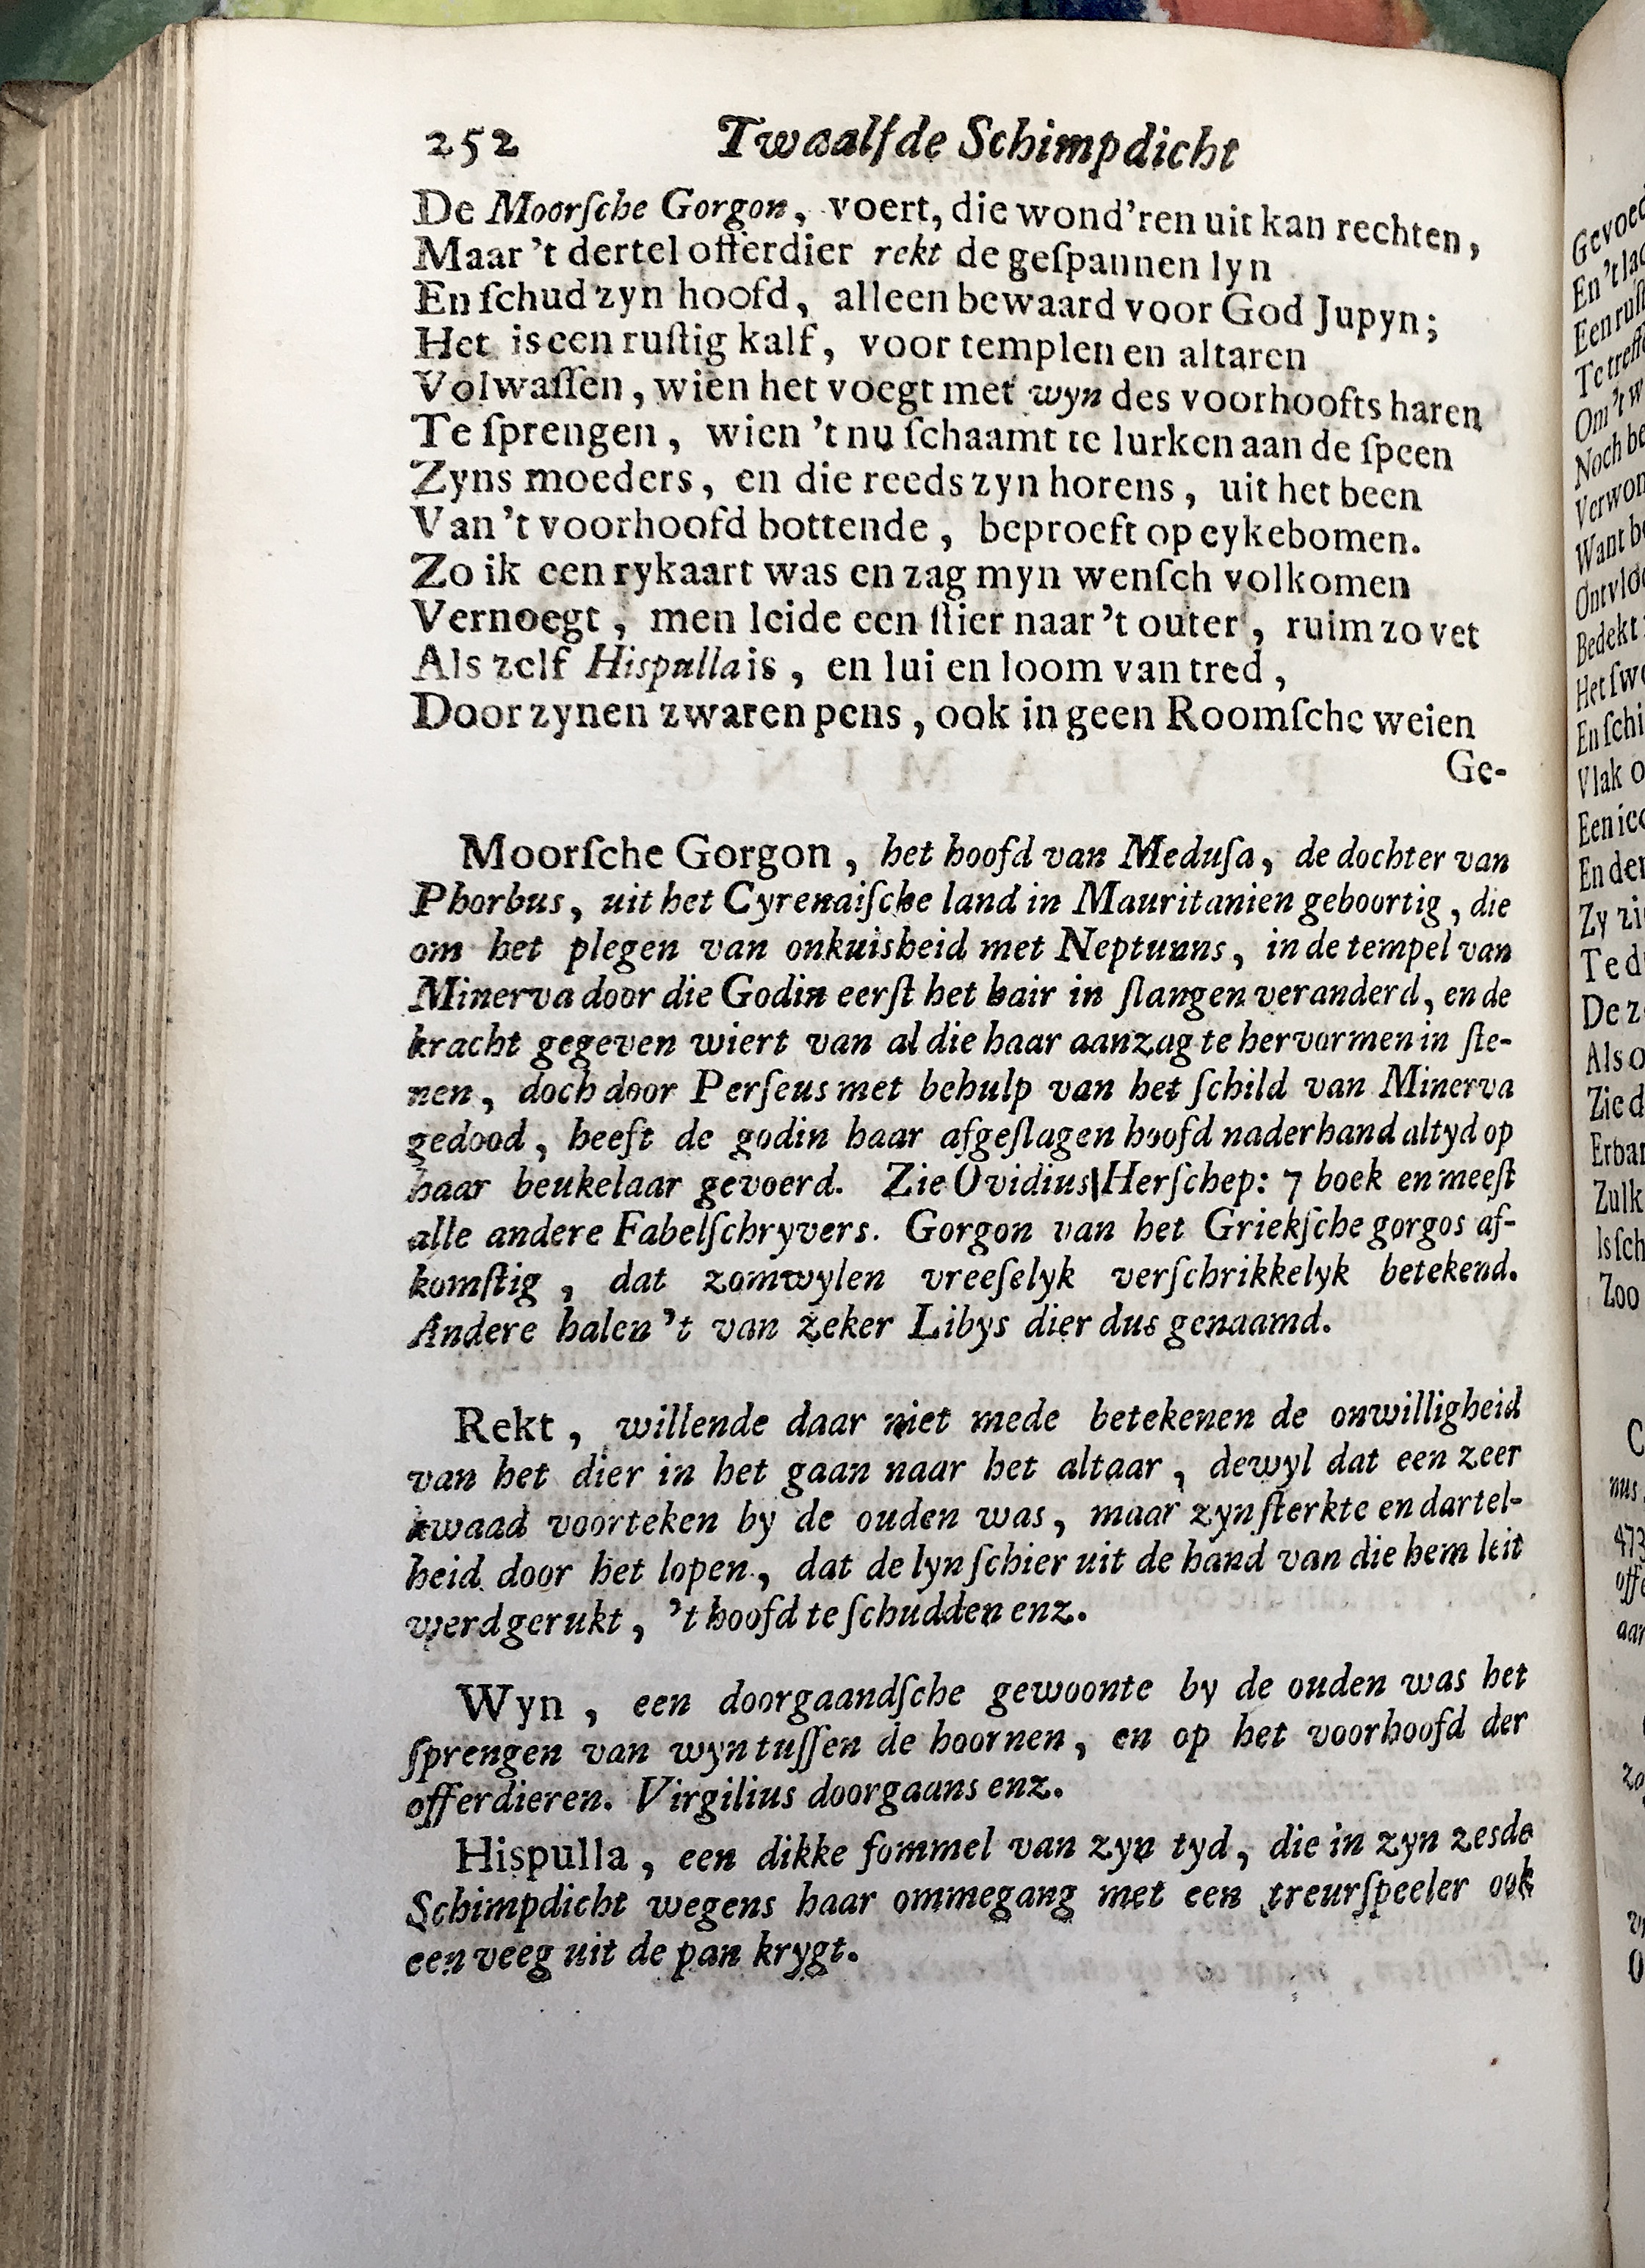 252 Twaalfde Schimpdicht
De Moorſche Gorgon, voert, die wond'ren uit kan rechten,
Maar 't dertel offerdier rekt de geſpannen lyn
En ſchud zyn hoofd, alleen bewaard voor God Jupyn;
Het is een ruſtig kalf, voor templen en altaren
Volwaſſen, wien het voegt met wyn des voorhoofts haren
Te ſprengen, wien 't nu ſchaamt te lurken aan de ſpeen
Zyns moeders, en die reeds zyn horens, uit het been
Van 't voorhoofd bottende, beproeft op eykebomen.
Zo ik een rykaart was en zag myn wenſch volkomen
Vernoegt, men leide een ſtier naar 't outer, ruim zo vet
Als zelf Hispulla is, en lui en loom van tred,
Door zynen zwaren pens, ook in geen Roomſche weien
Ge-
Moorſche Gorgon, het hoofd van Meduſa, de dochter van
Phorbus, uit het Cyrenaiſche land in Mauritanien geboortig, die
om het plegen van onkuisheid met Neptunns, in de tempel van
Minerva door die Godin eerſt het hair in ſlangen veranderd, en de
kracht gegeven wiert van al die haar aanzag te hervormen in ſte-
nen, doch door Perſeus met behulp van het ſchild van Minerva
gedood, heeft de godin haar afgeſlagen hoofd naderhand altyd op
haar beukelaar gevoerd. Zie Ovidius Herſchep: 7 boek en meeſt
alle andere Fabelſchryvers. Gorgon van het Griekſche gorgos af-
komſtig, dat zomwylen vreeſelyk verſchrikkelyk betekend.
Andere halen 't van zeker Libys dier dus genaamd.
Rekt, willende daar niet mede betekenen de onwilligheid
van het dier in het gaan naar het altaar, dewyl dat een zeer
kwaad voorteken by de ouden was, maar zyn ſterkte en dartel-
heid door het lopen, dat de lyn ſchier uit de hand van die hem leit
werd gerukt, 't hoofd te ſchudden enz.
Wyn, een doorgaandſche gewoonte by de ouden was het
ſprengen van wyn tuſſen de hoornen, en op het voorhoofd der
offerdieren. Virgilius doorgaans enz.
Hispulla, een dikke fommel van zyn tyd, die in zyn zesde
Schimpdicht wegens haar ommegang met een treurſpeeler ook
een veeg uit de pan krygt.